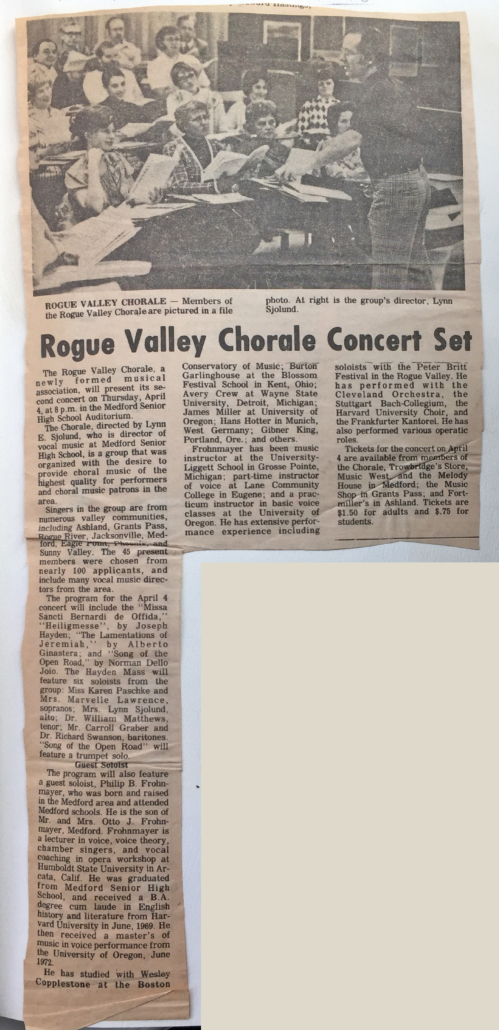 ROGUE VALLEY CHORALE — Members of
the Rogue Valley Chorale are pictured in a file
photo. At right is the group's director, Lynn
Sjolund.
Rogue Valley Chorale Concert Set
The Rogue Valley Chorale, a
newly formed musical
association, will present its se-
cond concert on Thursday, April
4, at 8 p.m. in the Medford Senior
High School Auditorium.
The Chorale, directed by Lynn
E. Sjolund, who is director of
vocal music at Medford Senior
High School, is a group that was
organized with the desire to
provide choral music of the
highest quality for performers
and choral music patrons in the
area.
Singers in the group are from
numerous valley communities,
including Ashland, Grants Pass,
Rogue River, Jacksonville, Med-
ford, Eagle Point, Phoenix, and
Sunny Valley. The 45 present
members were chosen from
nearly 100 applicants, and
include many vocal music direc-
tors from the area.
The program for the April 4
concert will include the "Missa
Sancti Bernardi de Offida,"
"Heiligmesse", by Joseph
Hayden; "The Lamentations of
Jeremiah," by Alberto
Ginastera; and "Song of the
Open Road," by Norman Dello
Joio. The Hayden Mass will
feature six soloists from the
group: Miss Karen Paschke and
Mrs. Marvelle Lawrence,
sopranos; Mrs. Lynn Sjolund,
alto; Dr. William Matthews,
tenor; Mr. Carroll Graber and
Dr. Richard Swanson, baritones.
"Song of the Open Road" will
feature a trumpet solo.
Guest Soloist
The program will also feature
a guest soloist, Philip B. Frohn-
mayer, who was born and raised
in the Medford area and attended
Medford schools. He is the son of
Mr. and Mrs. Otto J. Frohn-
mayer, Medford. Frohnmayer is
a lecturer in voice, voice theory,
chamber singers, and vocal
coaching in opera workshop at
Humboldt State University in Ar-
cata, Calif. He was graduated
from Medford Senior High
School, and received a B.A.
degree cum laude in English
history and literature from Har-
vard University in June, 1969. He
then received a master's of
music in voice performance from
the University of Oregon, June
1972.
He has studied with Wesley
Copplestone at the Boston
Conservatory of Music; Burton
Garlinghouse at the Blossom
Festival School in Kent, Ohio;
Avery Crew at Wayne State
University, Detroit, Michigan;
James Miller at University of
Oregon; Hans Hotter in Munich,
West Germany; Gibner King,
Portland, Ore.; and others.
Frohnmayer has been music
instructor at the University-
Liggett School in Grosse Pointe,
Michigan; part-time instructor
of voice at Lane Community
College in Eugene; and a prac-
ticum instructor in basic voice
classes at the University of
Oregon. He has extensive perfor-
mance experience including
soloists with the Peter Britt
Festival in the Rogue Valley. He
has performed with the
Cleveland Orchestra, the
Stuttgart Bach-Collegium, the
Harvard University Choir, and
the Frankfurter Kantorei. He has
also performed various operatic
roles.
Tickets for the concert on April
4 are available from members of
the Chorale, Trowbridge's Store,
Music West, and the Melody
House in Medford; the Music
Shop in Grants Pass; and Fort-
miller's in Ashland. Tickets are
$1.50 for adults and $.75 for
students.